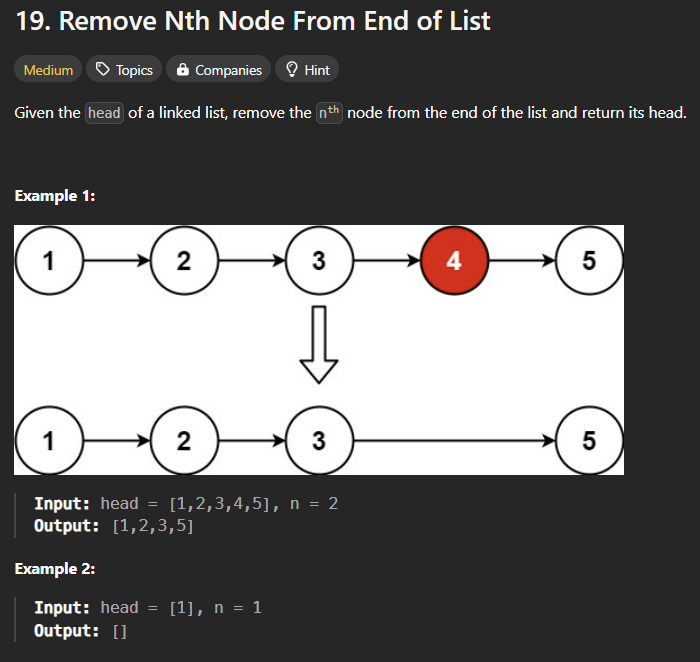 19. Remove Nth Node From End of List
Medium Topics Companies Hint
Given the head of a linked list, remove the nth node from the end of the list and return its head.
Example 1:
1 2 3 4 5
1 2 3 5
Input: head = [1,2,3,4,5], n = 2
Output: [1,2,3,5]
Example 2:
Input: head = [1], n = 1
Output: []